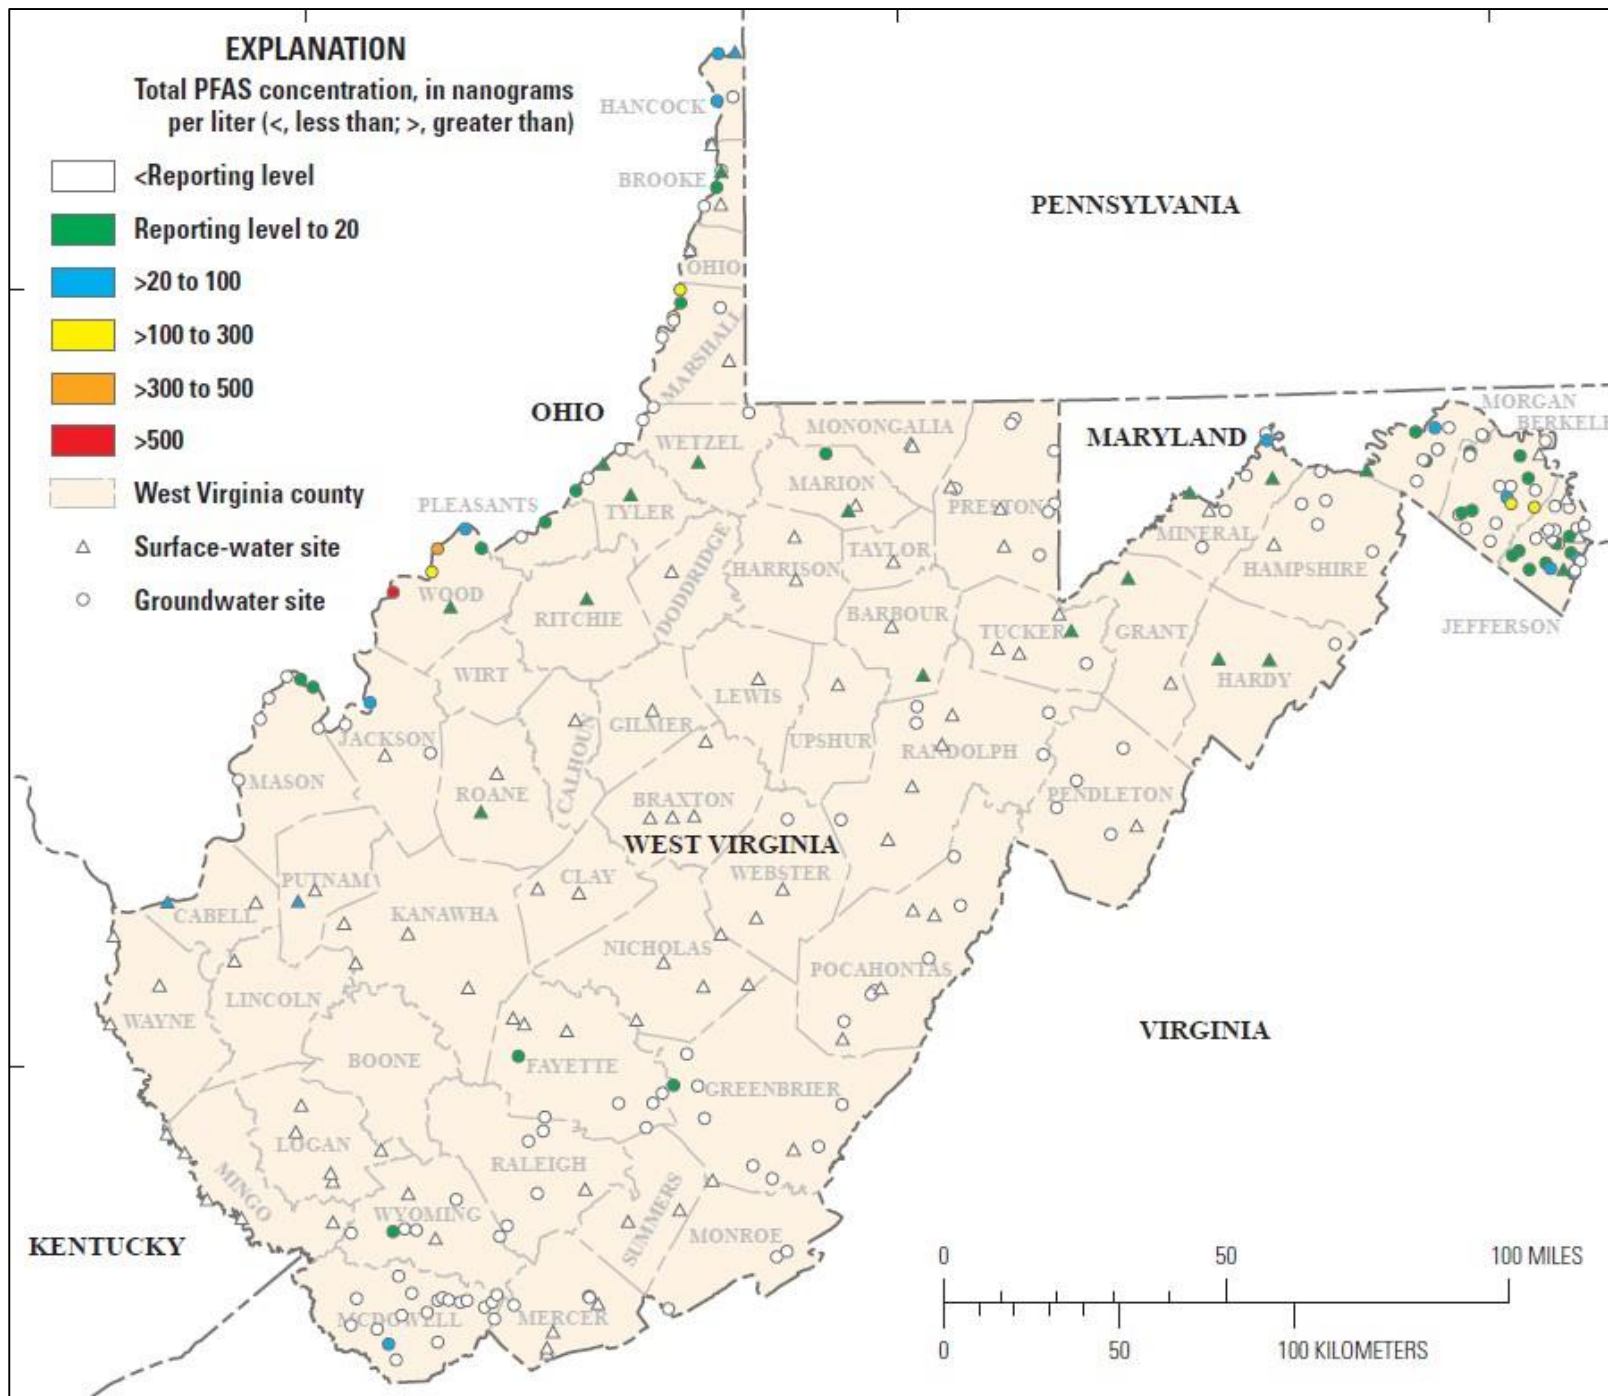 EXPLANATION
Total PFAS concentration, in nanograms
per liter (<, less than; >, greater than)
<Reporting level
Reporting level to 20
>20 to 100
>100 to 300
>300 to 500
>500
West Virginia county
Surface-water site
Groundwater site
HANCOCK
BROOKE
PENNSYLVANIA
OHIO
MARSHALL
OHIO
WETZEL
MONONGALIA
MARYLAND
MORGAN
BERKELE
MARION
PRESTON
PLEASANTS
TYLER
MINERAL
TAYLOR
HARRISON
HAMPSHIRE
WOOD
DODDRIDGE
RITCHIE
BARBOUR
TUCKER
GRANT
JEFFERSON
WIRT
LEWIS
HARDY
GILMER
CALHOUN
JACKSON
UPSHUR
RANDOLPH
MASON
ROANE
BRAXTON
PENDLETON
WEST VIRGINIA
WEBSTER
PUTNAM
CLAY
CABELL
KANAWHA
NICHOLAS
POCAHONTAS
LINCOLN
WAYNE
VIRGINIA
BOONE
FAYETTE
GREENBRIER
LOGAN
RALEIGH
MINGO
WYOMING
SUMMERS
MONROE
KENTUCKY
0 50 100 MILES
MCDOWELL
MERCER
0 50 100 KILOMETERS